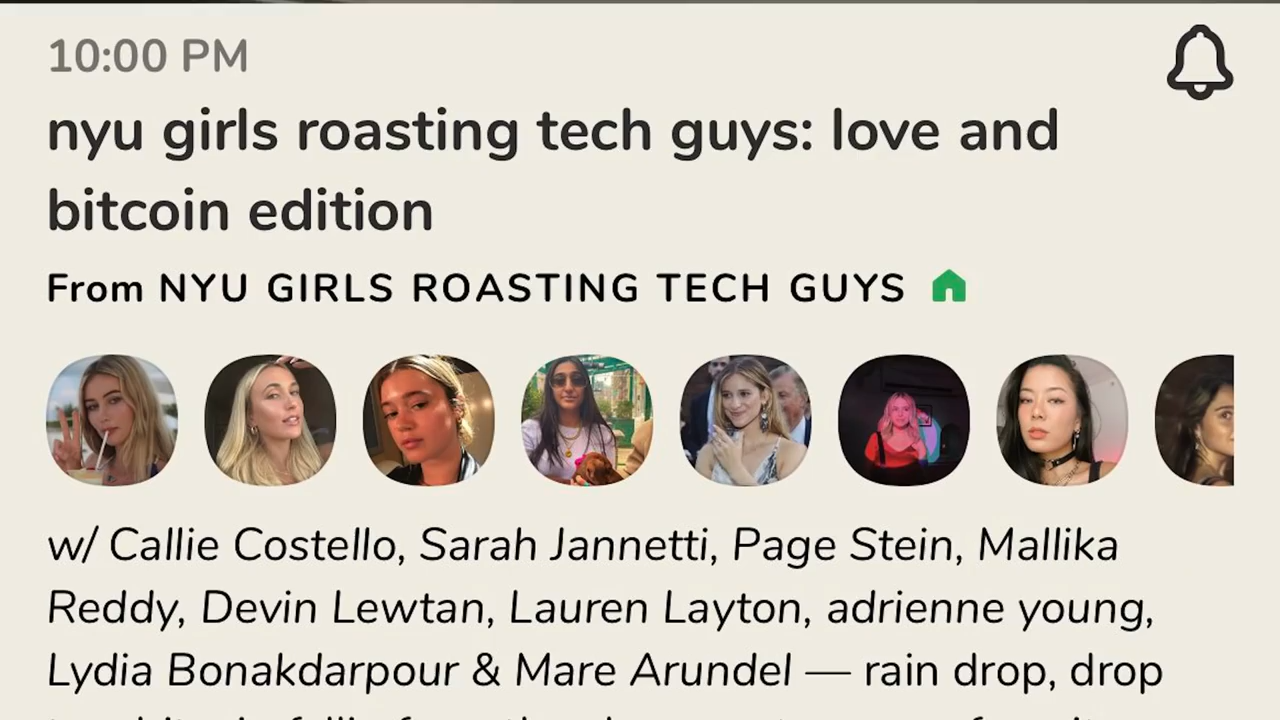 10:00 PM
nyu girls roasting tech guys: love and
bitcoin edition
From NYU GIRLS ROASTING TECH GUYS
w/ Callie Costello, Sarah Jannetti, Page Stein, Mallika
Reddy, Devin Lewtan, Lauren Layton, adrienne young,
Lydia Bonakdarpour & Mare Arundel — rain drop, drop